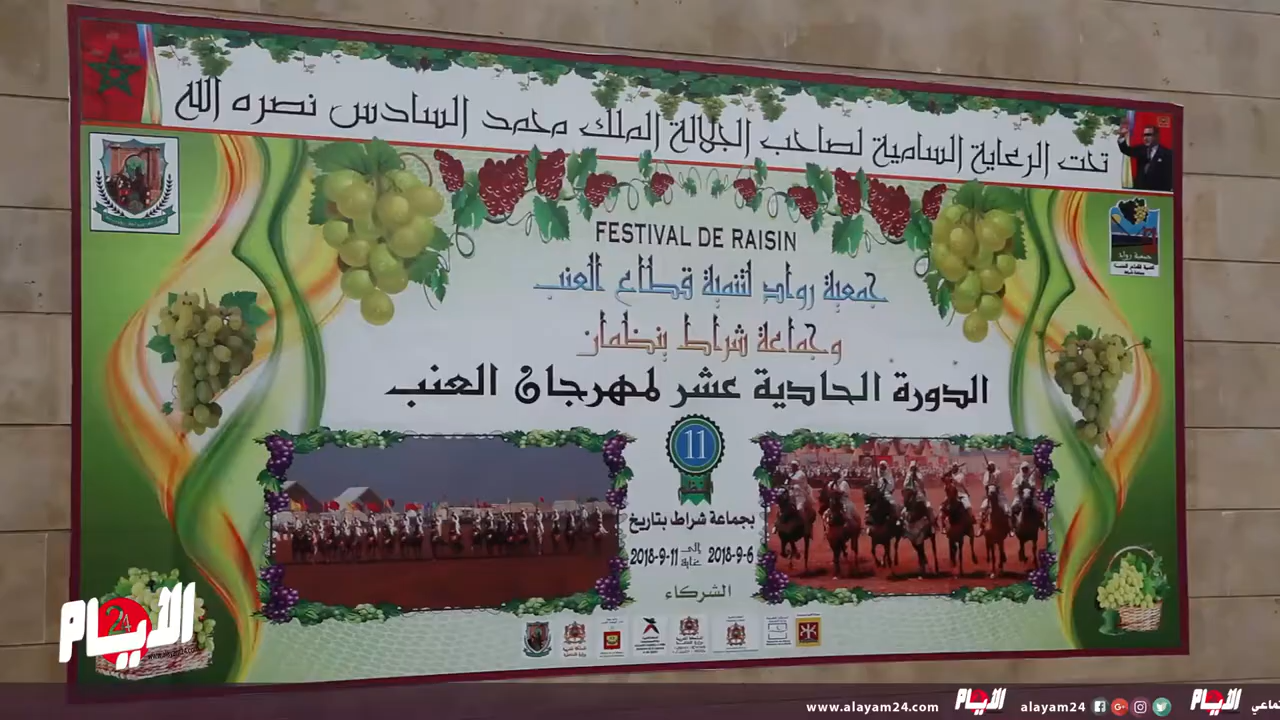 تحت الرعاية السامية لصاحب الجلالة الملك محمد السادس نصره الله
FESTIVAL DE RAISIN
جمعية رواد لتنمية قطاع العنب
وجماعة شراط ينظمان
الدورة الحادية عشر لمهرجان العنب
11
بجماعة شراط بتاريخ
2018-9-6 إلى غاية 2018-9-11
الشركاء
الأيام 24
www.alayam24.com
الأيام
alayam24
الأيام